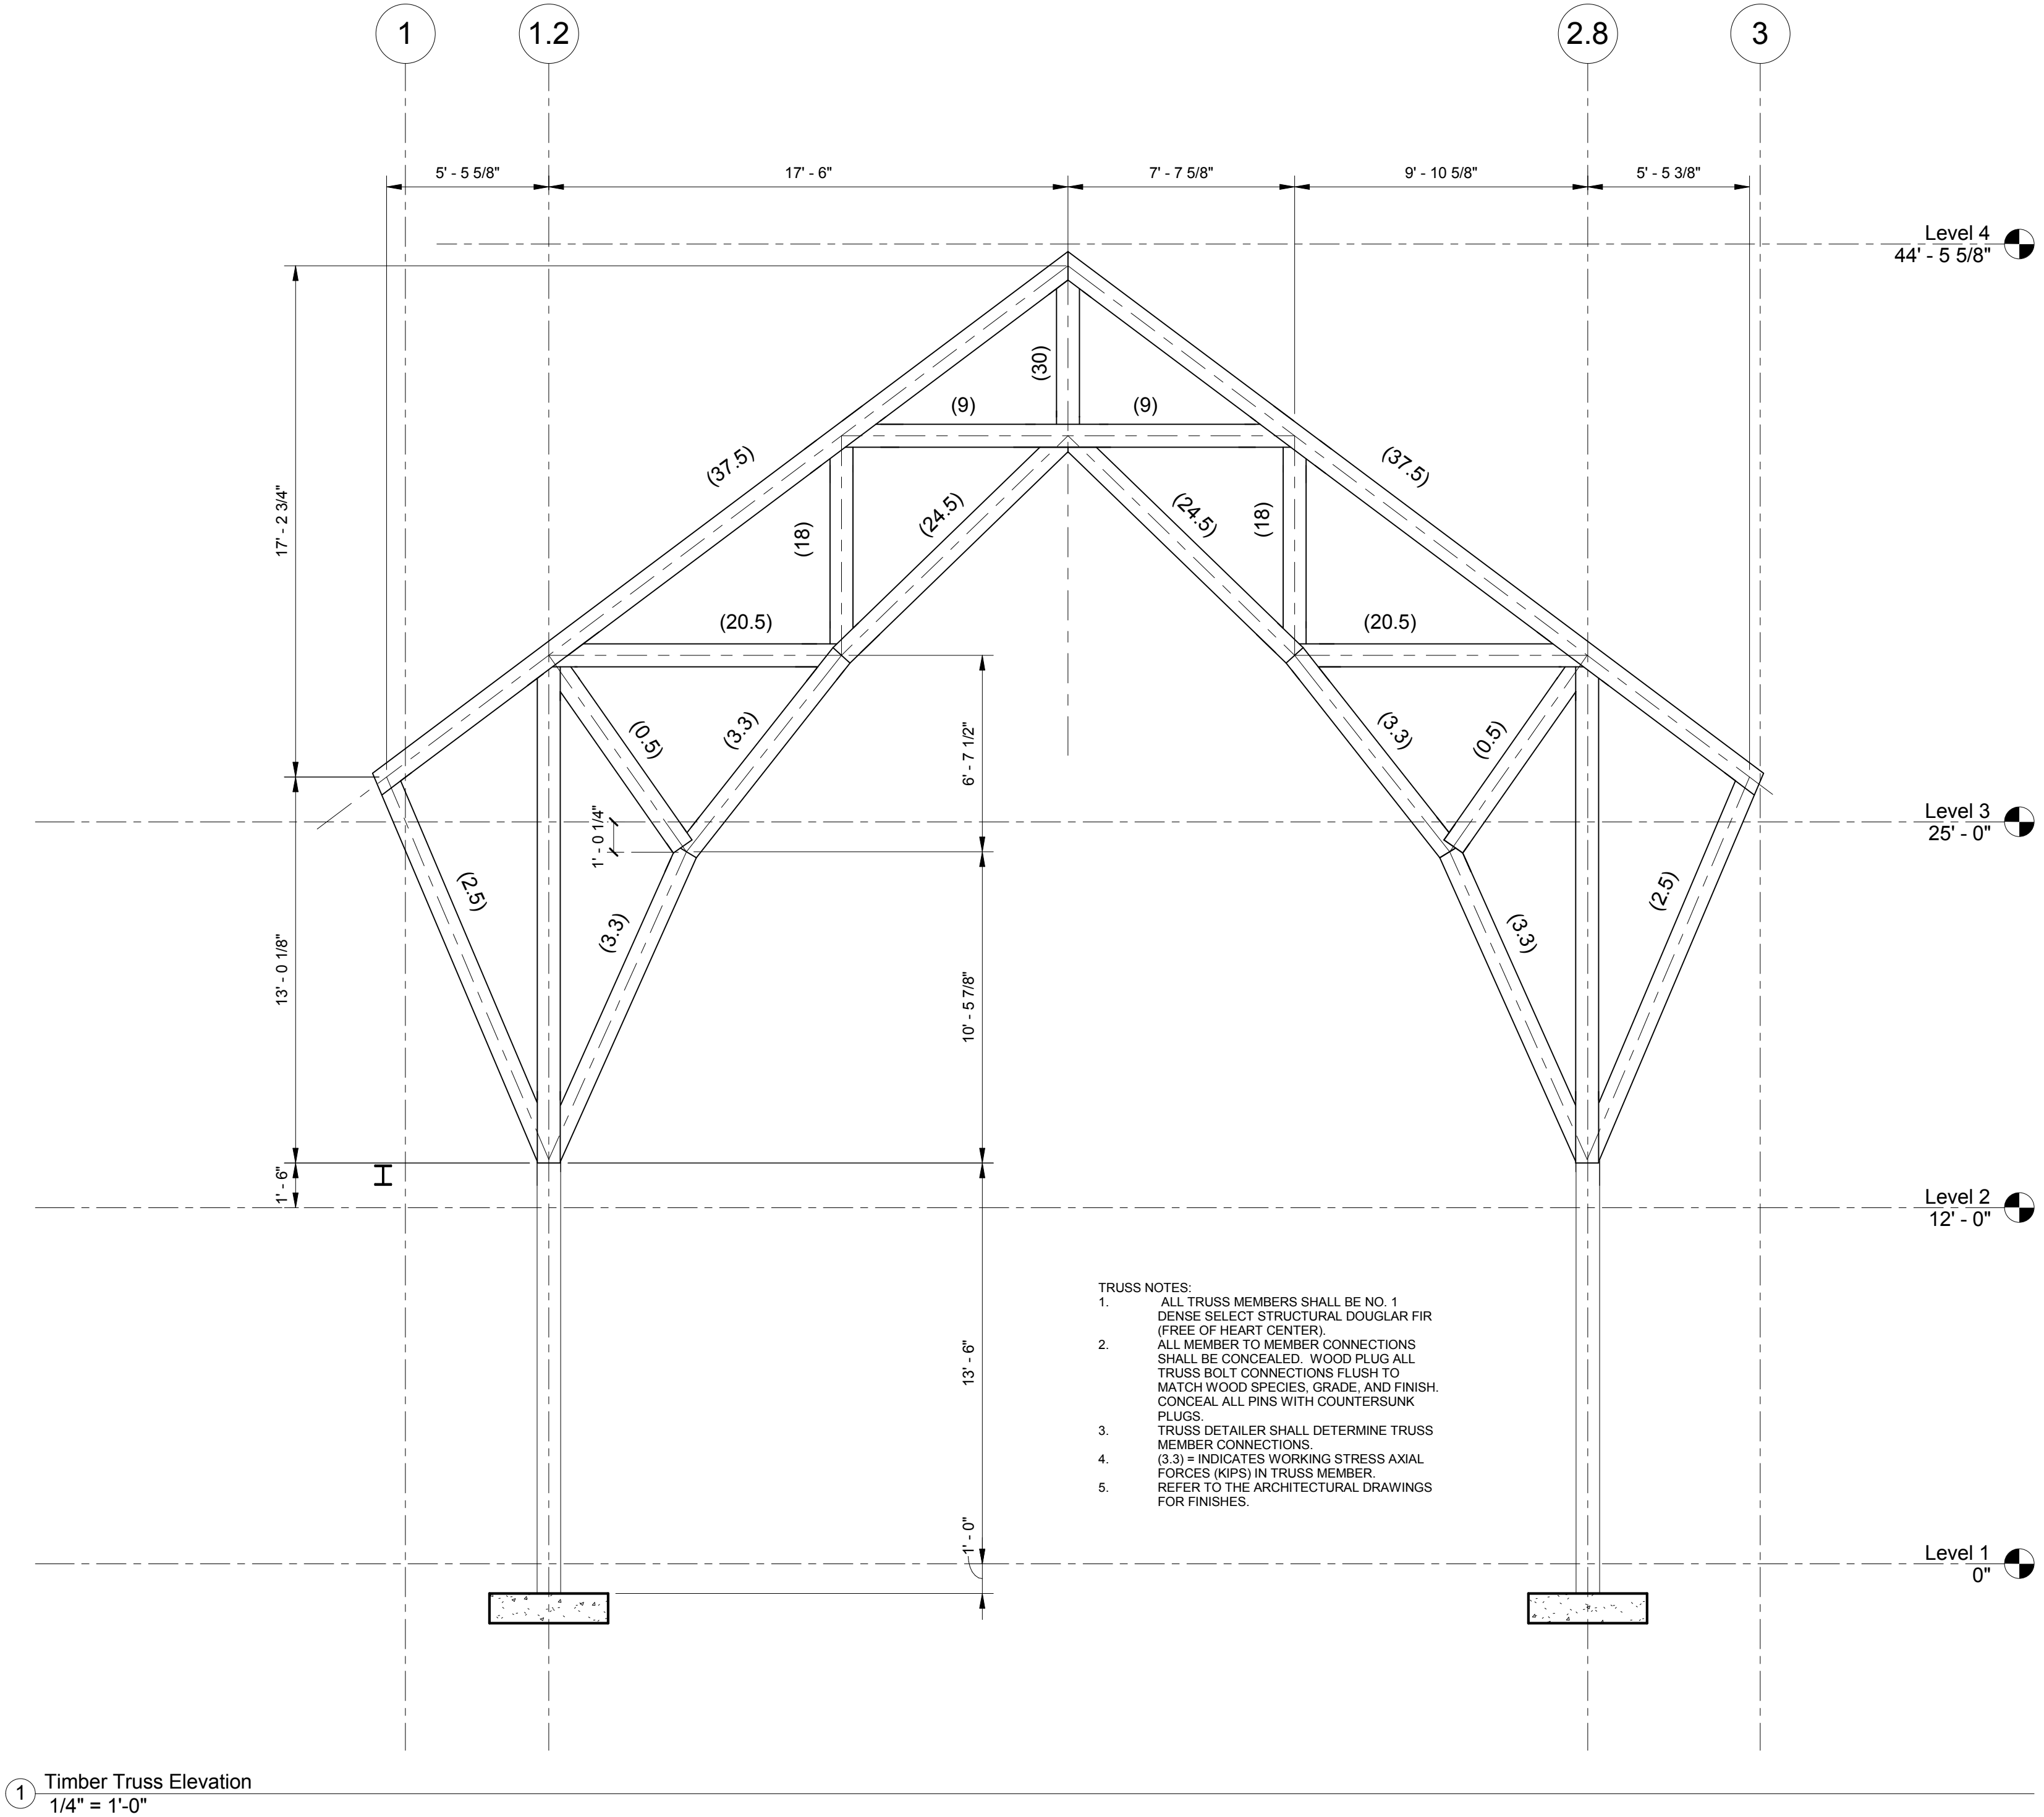 1
1.2
2.8
3
5' - 5 5/8"
17' - 6"
7' - 7 5/8"
9' - 10 5/8"
5' - 5 3/8"
Level 4
44' - 5 5/8"
(30)
(9)
(9)
(37.5)
(37.5)
17' - 2 3/4"
(18)
(24.5)
(24.5)
(18)
(20.5)
(20.5)
(0.5)
(3.3)
6' - 7 1/2"
(3.3)
(0.5)
1' - 0 1/4"
Level 3
25' - 0"
(2.5)
(3.3)
(3.3)
(2.5)
13' - 0 1/8"
10' - 5 7/8"
1' - 6"
Level 2
12' - 0"
TRUSS NOTES:
1. ALL TRUSS MEMBERS SHALL BE NO. 1
DENSE SELECT STRUCTURAL DOUGLAR FIR
(FREE OF HEART CENTER).
2. ALL MEMBER TO MEMBER CONNECTIONS
SHALL BE CONCEALED. WOOD PLUG ALL
TRUSS BOLT CONNECTIONS FLUSH TO
MATCH WOOD SPECIES, GRADE, AND FINISH.
CONCEAL ALL PINS WITH COUNTERSUNK
PLUGS.
3. TRUSS DETAILER SHALL DETERMINE TRUSS
MEMBER CONNECTIONS.
4. (3.3) = INDICATES WORKING STRESS AXIAL
FORCES (KIPS) IN TRUSS MEMBER.
5. REFER TO THE ARCHITECTURAL DRAWINGS
FOR FINISHES.
13' - 6"
1' - 0"
Level 1
0"
1
Timber Truss Elevation
1/4" = 1'-0"